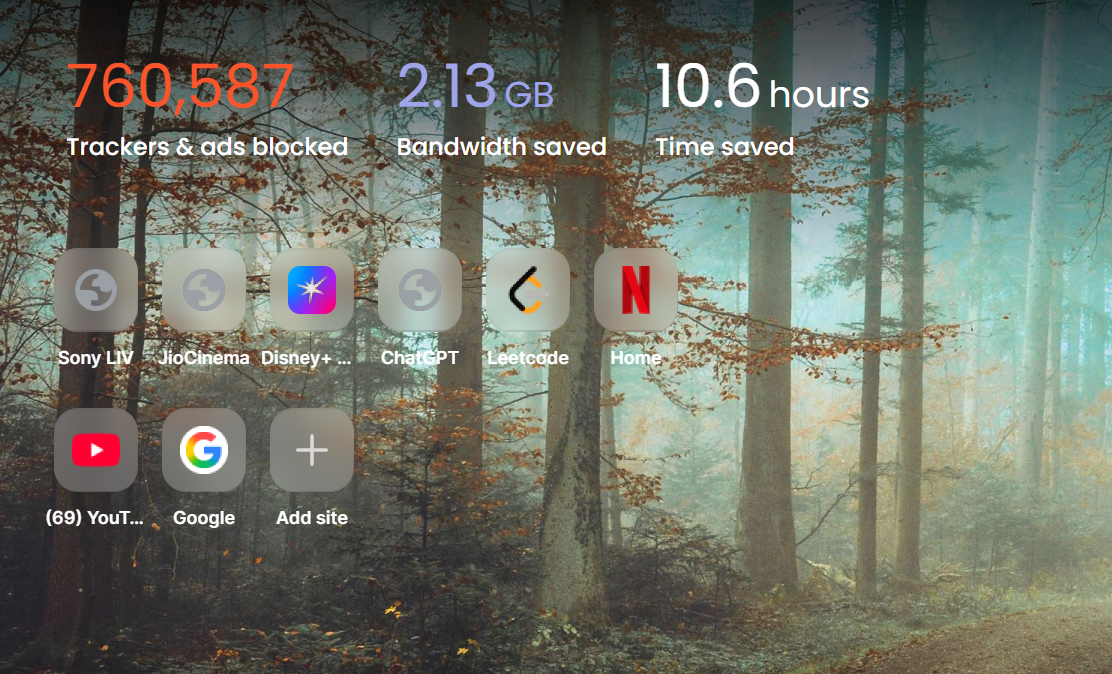 760,587 2.13 GB 10.6 hours
Trackers & ads blocked Bandwidth saved Time saved
Sony LIV JioCinema Disney+ ... ChatGPT Leetcode Home
(69) YouT... Google Add site